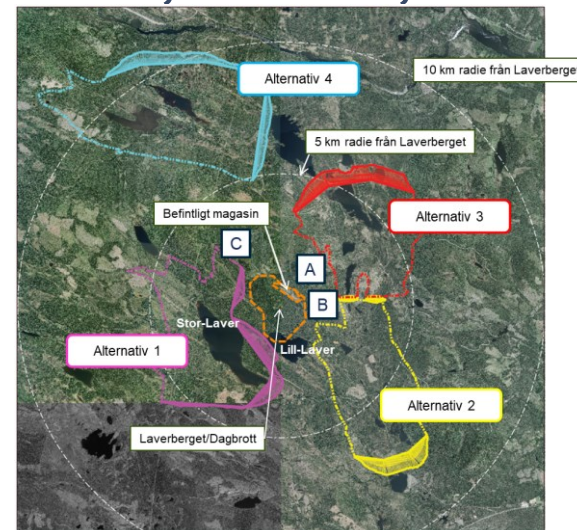 Alternativ 4
10 km radie från Laverberget
5 km radie från Laverberget
Befintligt magasin
Alternativ 3
C
A
B
Stor-Laver
Lill-Laver
Alternativ 1
Alternativ 2
Laverberget/Dagbrott